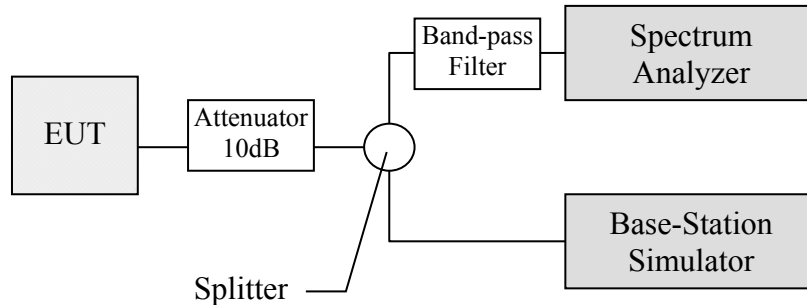 EUT
Attenuator
10dB
Band-pass
Filter
Spectrum
Analyzer
Base-Station
Simulator
Splitter